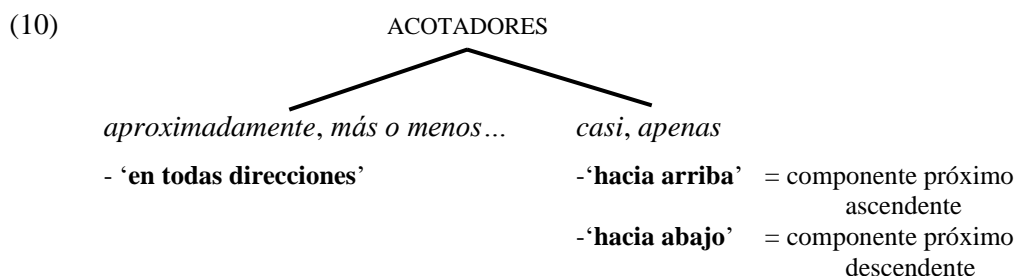 (10) ACOTADORES
aproximadamente, más o menos… casi, apenas
- ‘en todas direcciones’ -‘hacia arriba’ = componente próximo
ascendente
-‘hacia abajo’ = componente próximo
descendente